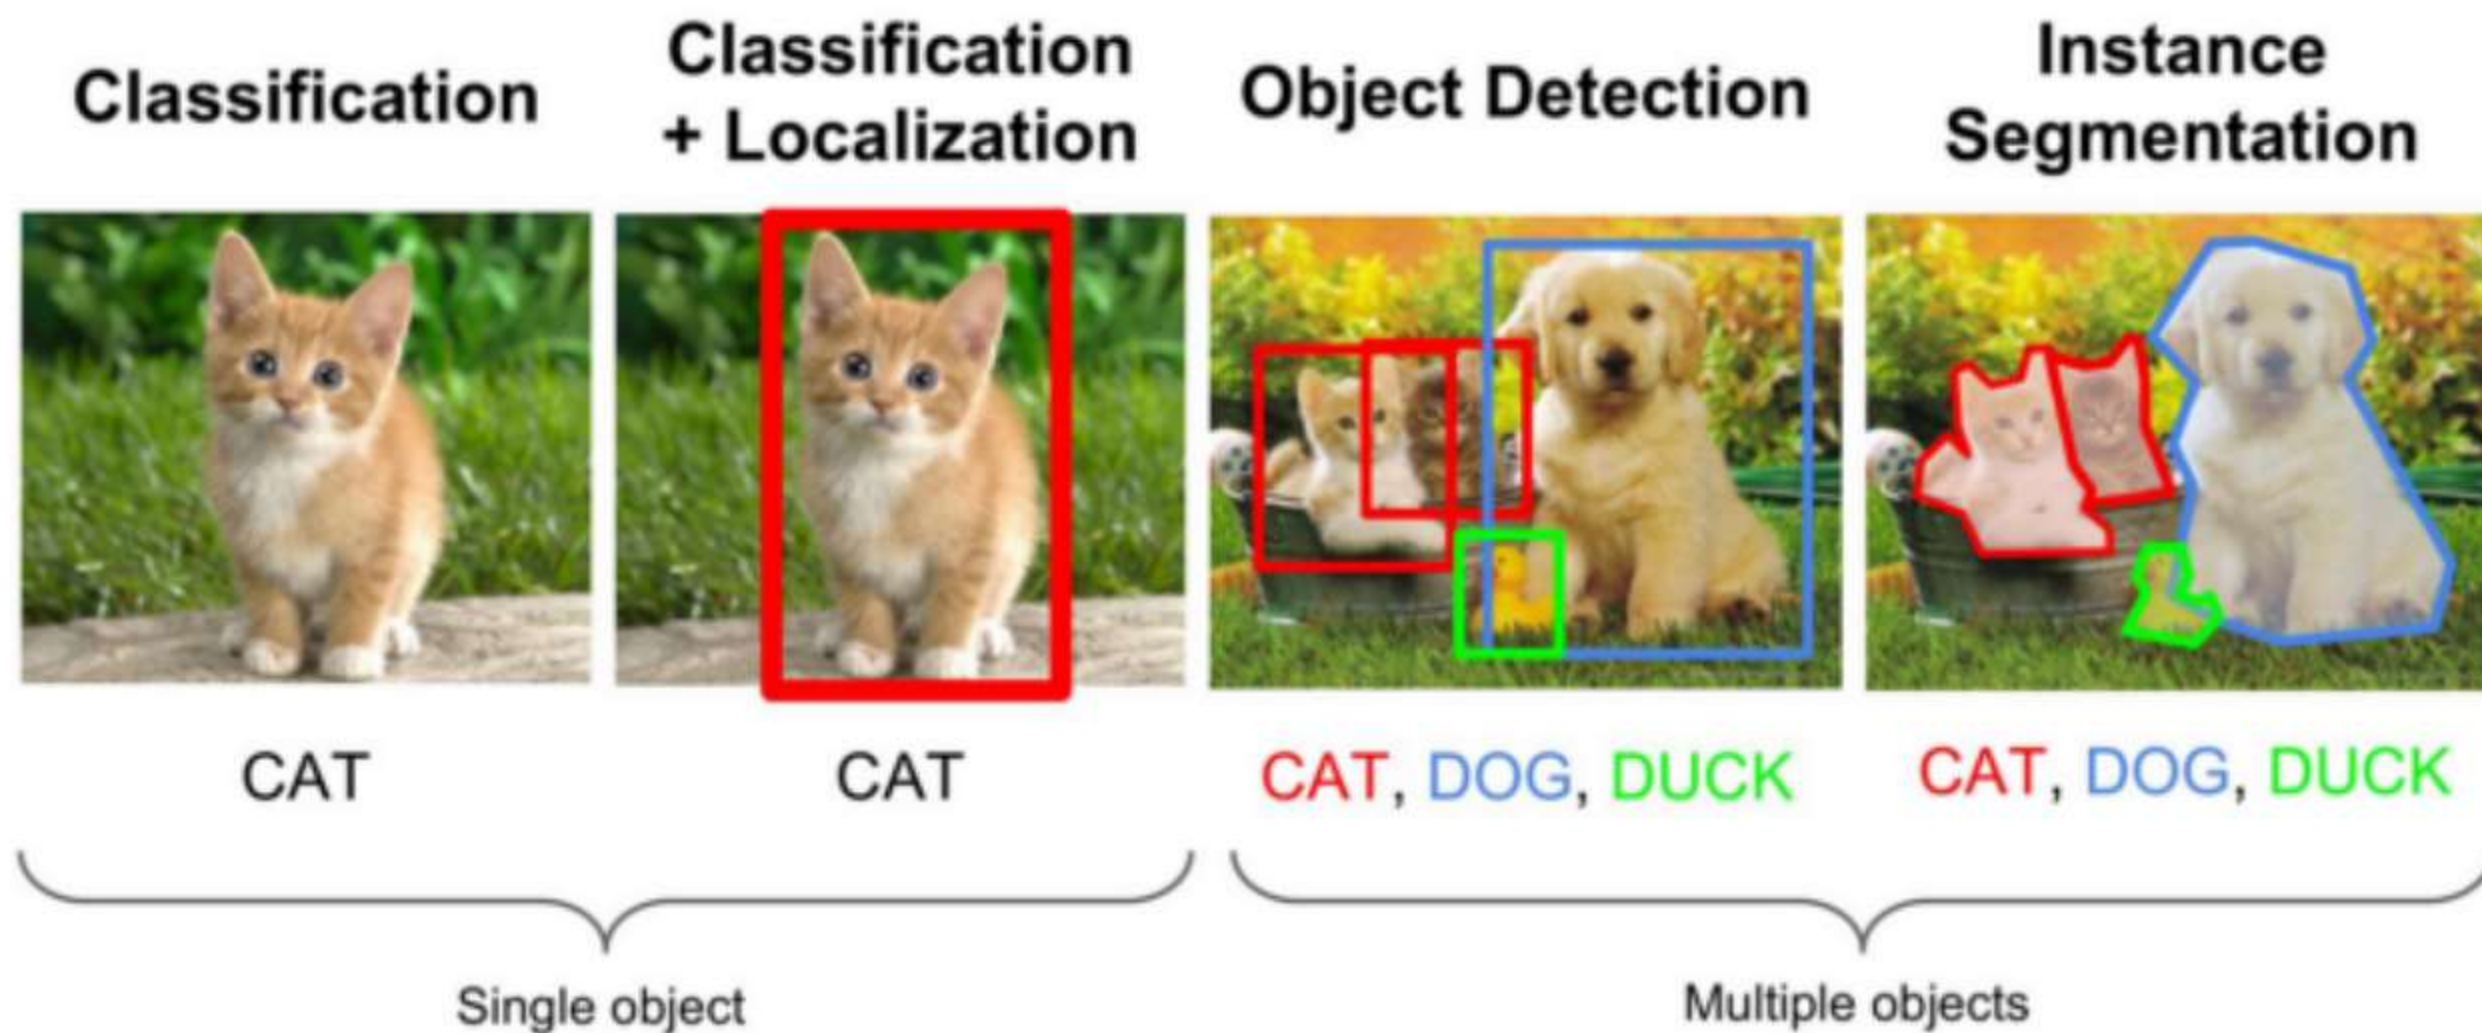 Classification
Classification
+ Localization
Object Detection
Instance
Segmentation
CAT
CAT
CAT, DOG, DUCK
CAT, DOG, DUCK
Single object
Multiple objects